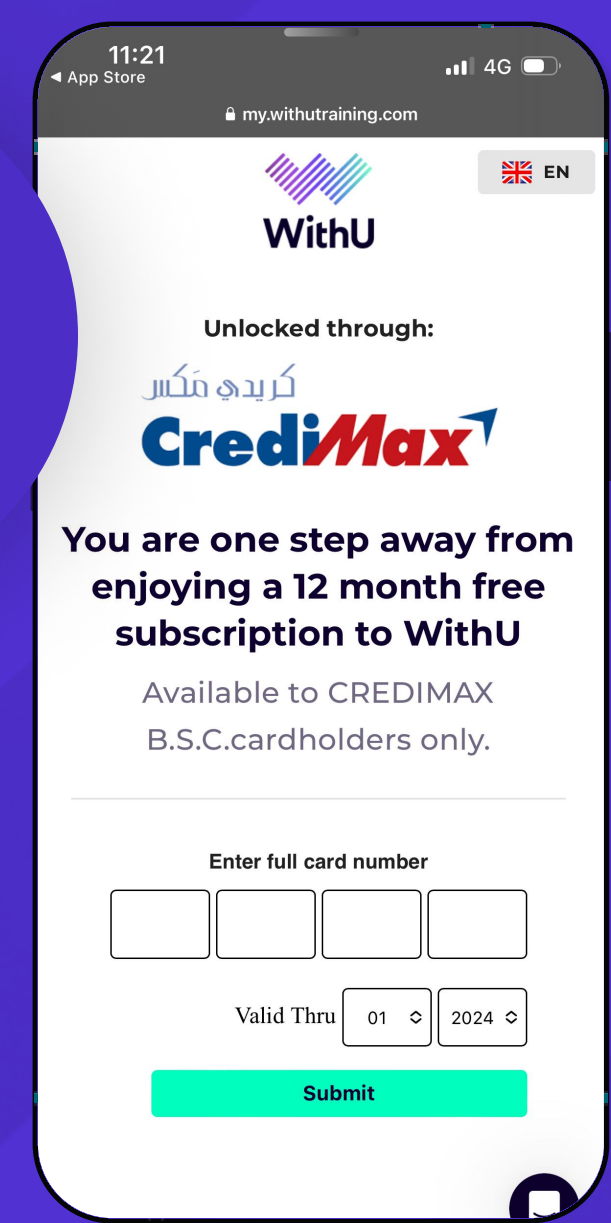 11:21
4G
◀ App Store
my.withutraining.com
EN
WithU
Unlocked through:
كريدي مَكس
CrediMax
You are one step away from
enjoying a 12 month free
subscription to WithU
Available to CREDIMAX
B.S.C.cardholders only.
Enter full card number
Valid Thru 01 2024
Submit